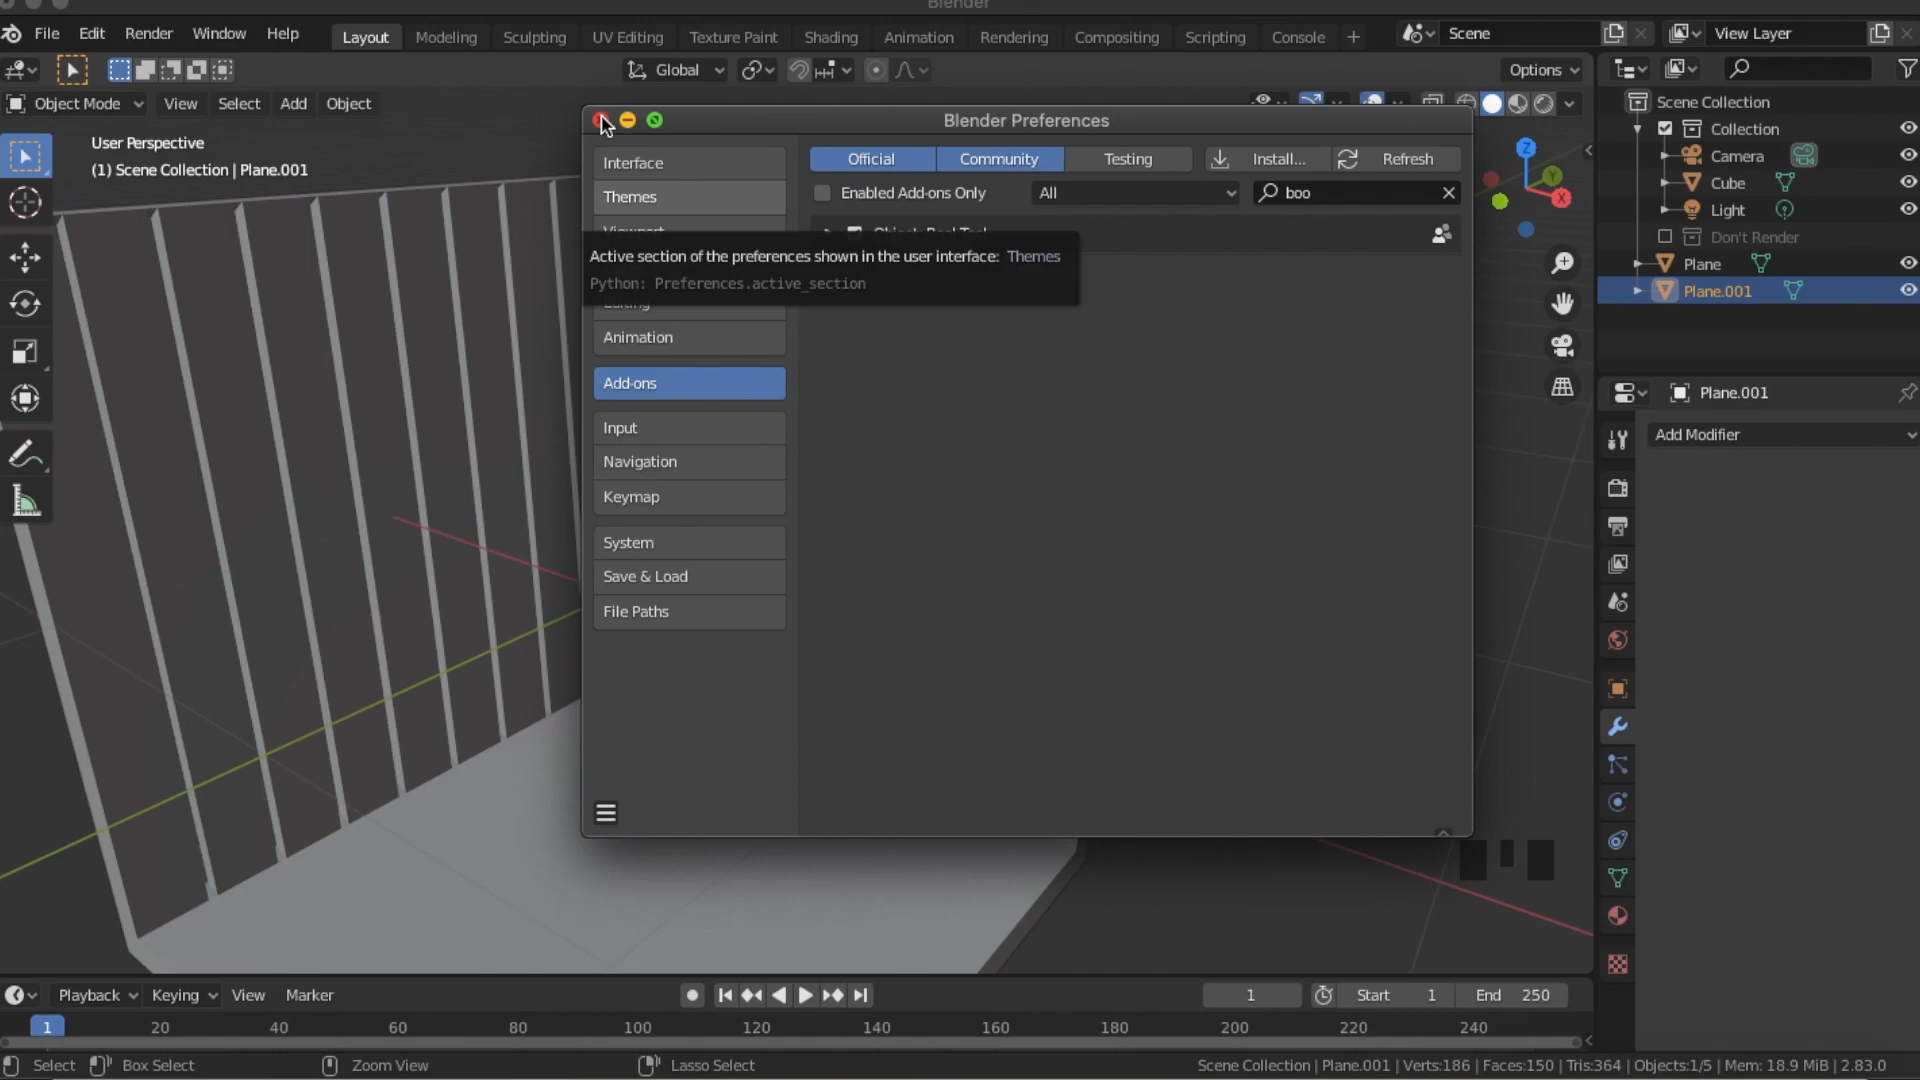 Blender
File Edit Render Window Help Layout Modeling Sculpting UV Editing Texture Paint Shading Animation Rendering Compositing Scripting Console + Scene View Layer
Global Options
Object Mode View Select Add Object
User Perspective
(1) Scene Collection | Plane.001
Blender Preferences
Interface
Themes
Viewport
Editing
Animation
Add-ons
Input
Navigation
Keymap
System
Save & Load
File Paths
Official Community Testing Install... Refresh
Enabled Add-ons Only All boo
Object: Bool Tool
Active section of the preferences shown in the user interface: Themes
Python: Preferences.active_section
Z
Y
X
Scene Collection
Collection
Camera
Cube
Light
Don't Render
Plane
Plane.001
Plane.001
Add Modifier
Playback Keying View Marker 1 Start 1 End 250
1 20 40 60 80 100 120 140 160 180 200 220 240
Select Box Select Zoom View Lasso Select Scene Collection | Plane.001 | Verts:186 | Faces:150 | Tris:364 | Objects:1/5 | Mem: 18.9 MiB | 2.83.0